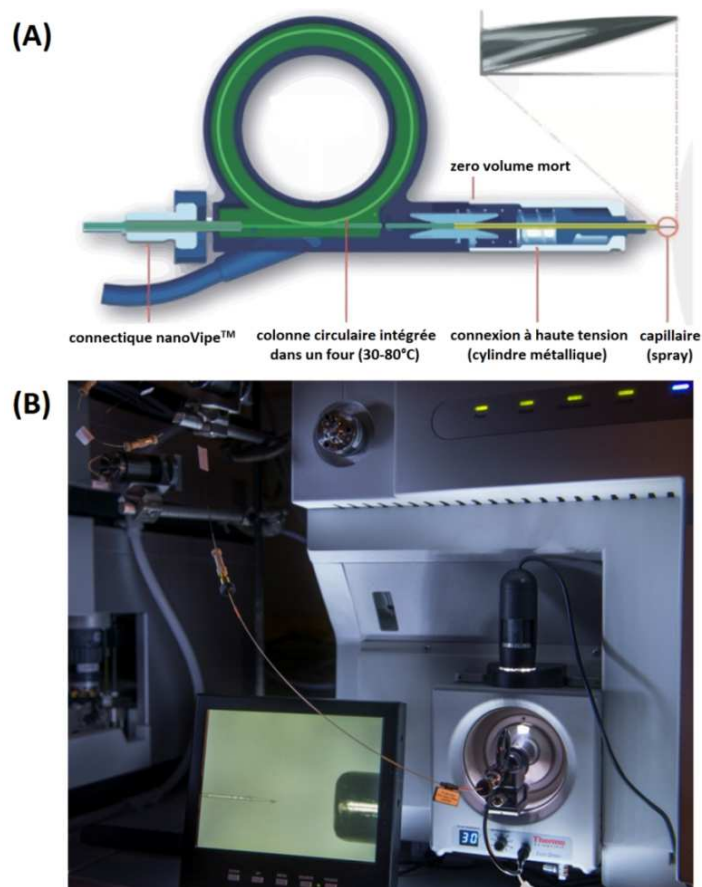 (A)
zero volume mort
connectique nanoVipe™
colonne circulaire intégrée
dans un four (30-80°C)
connexion à haute tension
(cylindre métallique)
capillaire
(spray)
(B)
30
Thermo